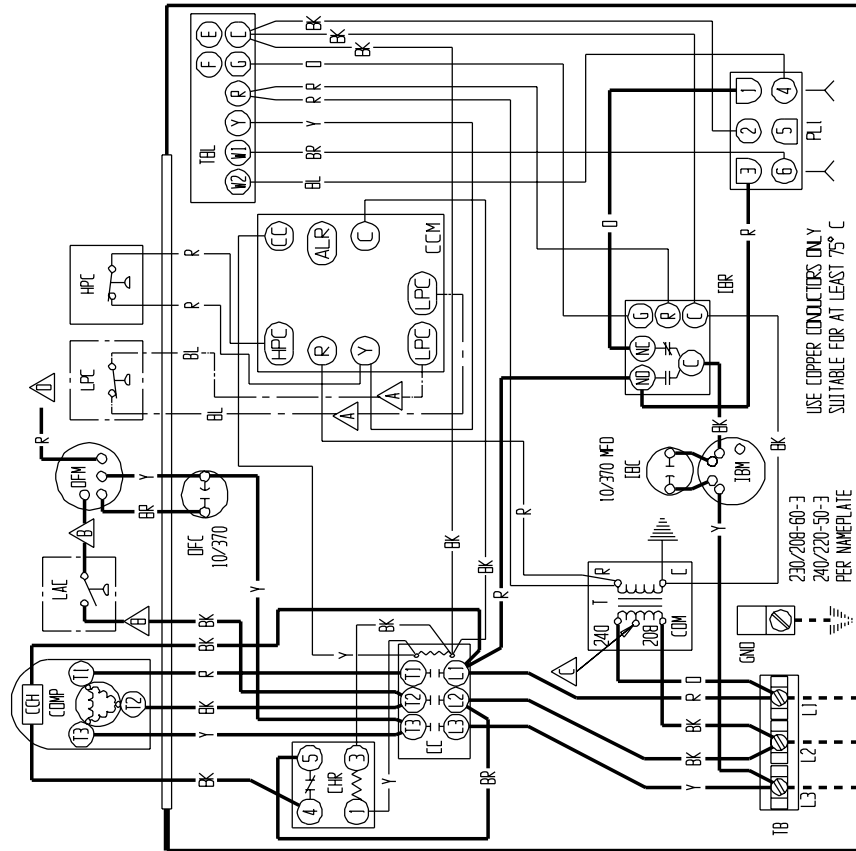 E
C
F
G
R
Y
W1
W2
TBL
BK
BK
BK
O
R
R
Y
BR
BL
HPC
R
R
LPC
BL
BL
A
A
CC
ALR
C
CCM
HPC
R
Y
LPC
LPC
O
R
OFM
Y
BR
B
LAC
B
OFC
10/370
Y
BK
BK
R
BK
Y
BK
CCH
COMP
T1
T2
T3
CHR
5
4
3
1
Y
Y
BK
BK
BK
R
R
T1
T2
T3
L1
L2
L3
CC
BR
1
2
3
4
5
6
PL1
O
R
G
R
C
NC
NO
C
IBR
BK
BK
10/370 MFD
IBC
IBM
Y
R
C
T
240
208
COM
C
O
R
BK
BK
Y
GND
L1
L2
L3
TB
USE COPPER CONDUCTORS ONLY
SUITABLE FOR AT LEAST 75° C
230/208-60-3
240/220-50-3
PER NAMEPLATE